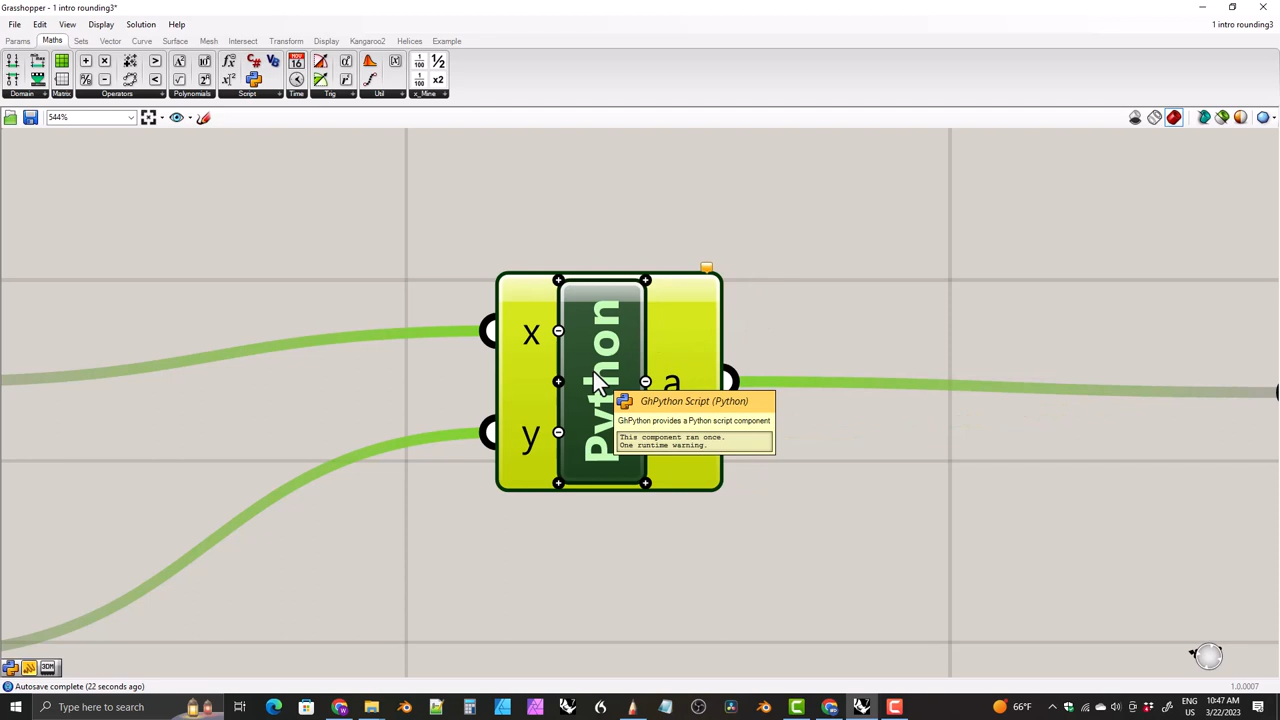 Grasshopper - 1 intro rounding3*
File Edit View Display Solution Help
1 intro rounding3*
Params Maths Sets Vector Curve Surface Mesh Intersect Transform Display Kangaroo2 Helices Example
Domain Matrix Operators Polynomials Script Time Trig Util x_Mine
544%
x
y
Python
a
GhPython Script (Python)
GhPython provides a Python script component
This component ran once.
One runtime warning.
Autosave complete (22 seconds ago)
1.0.0007
Type here to search
66°F
ENG
US
10:47 AM
3/22/2023